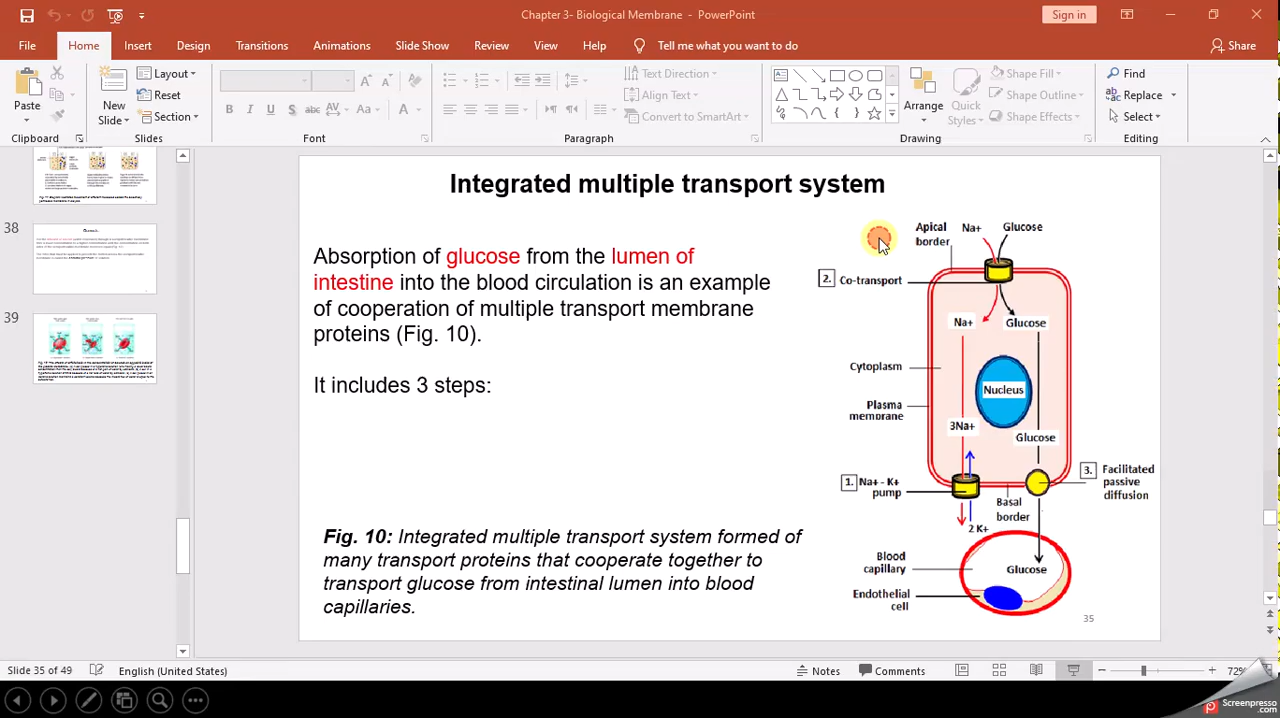 Chapter 3- Biological Membrane - PowerPoint
Sign in
File Home Insert Design Transitions Animations Slide Show Review View Help Tell me what you want to do Share
Paste
Clipboard
New
Slide
Layout
Reset
Section
Slides
B I U S abc AV Aa A
Font
Text Direction
Align Text
Convert to SmartArt
Paragraph
Arrange
Quick
Styles
Shape Fill
Shape Outline
Shape Effects
Drawing
Find
Replace
Select
Editing
38
39
Integrated multiple transport system
Absorption of glucose from the lumen of
intestine into the blood circulation is an example
of cooperation of multiple transport membrane
proteins (Fig. 10).
It includes 3 steps:
Fig. 10: Integrated multiple transport system formed of
many transport proteins that cooperate together to
transport glucose from intestinal lumen into blood
capillaries.
Apical
border
Na+
Glucose
2. Co-transport
Na+
Glucose
Cytoplasm
Nucleus
Plasma
membrane
3Na+
Glucose
1. Na+ - K+
pump
3. Facilitated
passive
diffusion
Basal
border
2 K+
Blood
capillary
Glucose
Endothelial
cell
35
Slide 35 of 49
English (United States)
Notes
Comments
72%
Screenpresso
.com